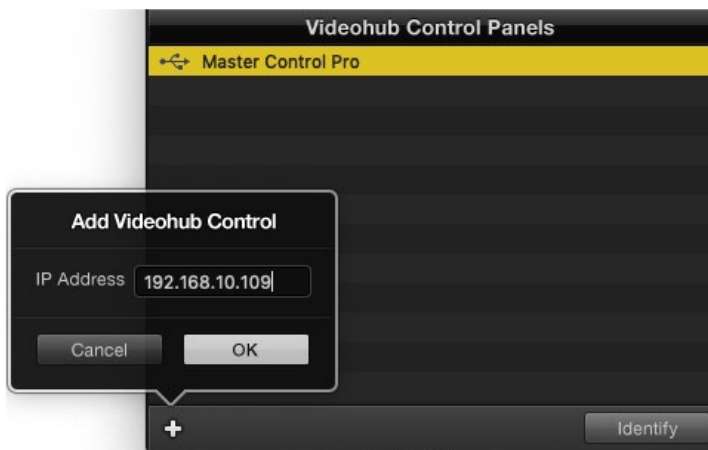 Videohub Control Panels
Master Control Pro
Add Videohub Control
IP Address 192.168.10.109
Cancel OK
+ Identify